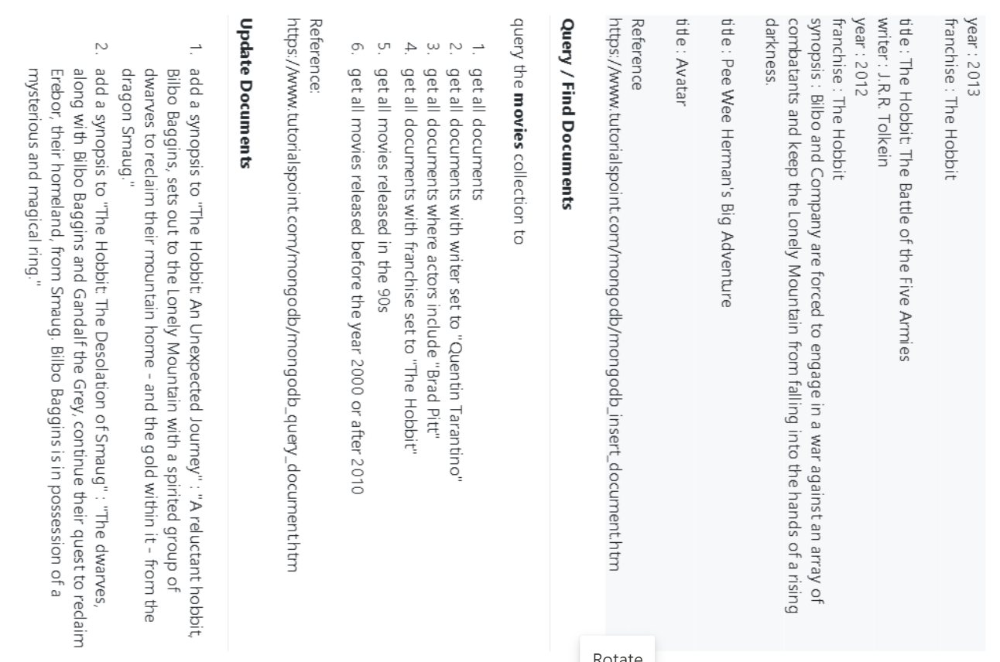 year : 2013
franchise : The Hobbit
title : The Hobbit: The Battle of the Five Armies
writer : J.R.R. Tolkein
year : 2012
franchise : The Hobbit
synopsis : Bilbo and Company are forced to engage in a war against an array of
combatants and keep the Lonely Mountain from falling into the hands of a rising
darkness.
title : Pee Wee Herman's Big Adventure
title : Avatar
Reference
https://www.tutorialspoint.com/mongodb/mongodb_insert_document.htm
Query / Find Documents
query the movies collection to
1. get all documents
2. get all documents with writer set to "Quentin Tarantino"
3. get all documents where actors include "Brad Pitt"
4. get all documents with franchise set to "The Hobbit"
5. get all movies released in the 90s
6. get all movies released before the year 2000 or after 2010
Reference:
https://www.tutorialspoint.com/mongodb/mongodb_query_document.htm
Update Documents
1. add a synopsis to "The Hobbit: An Unexpected Journey" : "A reluctant hobbit,
Bilbo Baggins, sets out to the Lonely Mountain with a spirited group of
dwarves to reclaim their mountain home - and the gold within it - from the
dragon Smaug."
2. add a synopsis to "The Hobbit: The Desolation of Smaug" : "The dwarves,
along with Bilbo Baggins and Gandalf the Grey, continue their quest to reclaim
Erebor, their homeland, from Smaug. Bilbo Baggins is in possession of a
mysterious and magical ring."
Rotate